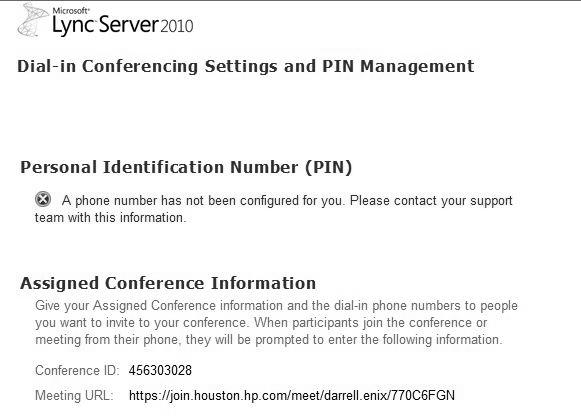 Microsoft®
Lync Server 2010
Dial-in Conferencing Settings and PIN Management
Personal Identification Number (PIN)
A phone number has not been configured for you. Please contact your support
team with this information.
Assigned Conference Information
Give your Assigned Conference information and the dial-in phone numbers to people
you want to invite to your conference. When participants join the conference or
meeting from their phone, they will be prompted to enter the following information.
Conference ID: 456303028
Meeting URL: https://join.houston.hp.com/meet/darrell.enix/770C6FGN